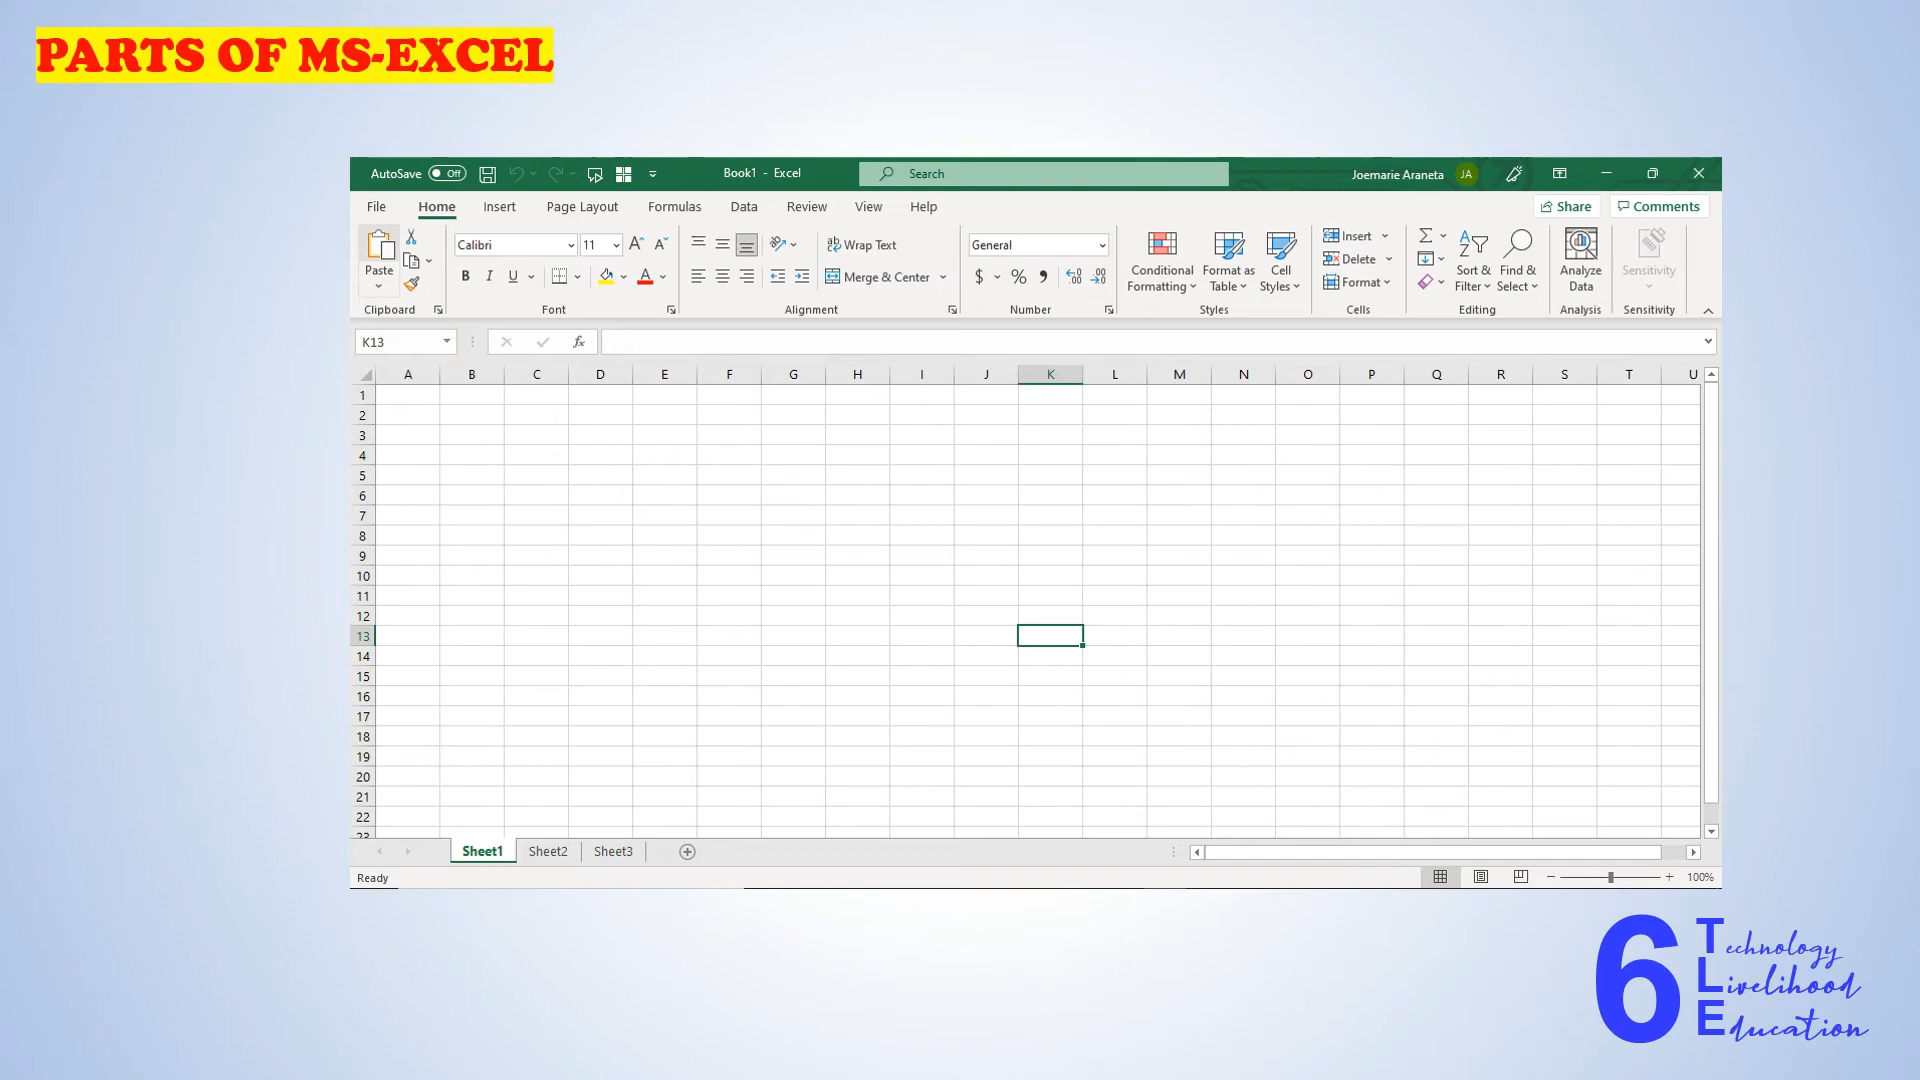 PARTS OF MS-EXCEL
AutoSave Off Book1 - Excel Search Joemarie Araneta JA
File Home Insert Page Layout Formulas Data Review View Help Share Comments
Calibri 11 A A ab Wrap Text General Insert Σ A
Paste Conditional Format as Cell Delete Z Sort & Find & Analyze Sensitivity
B I U A Merge & Center $ % , Formatting Table Styles Format Filter Select Data
Clipboard Font Alignment Number Styles Cells Editing Analysis Sensitivity
K13 fx
A B C D E F G H I J K L M N O P Q R S T U
1
2
3
4
5
6
7
8
9
10
11
12
13
14
15
16
17
18
19
20
21
22
23
Sheet1 Sheet2 Sheet3
Ready 100%
6 Technology
Livelihood
Education